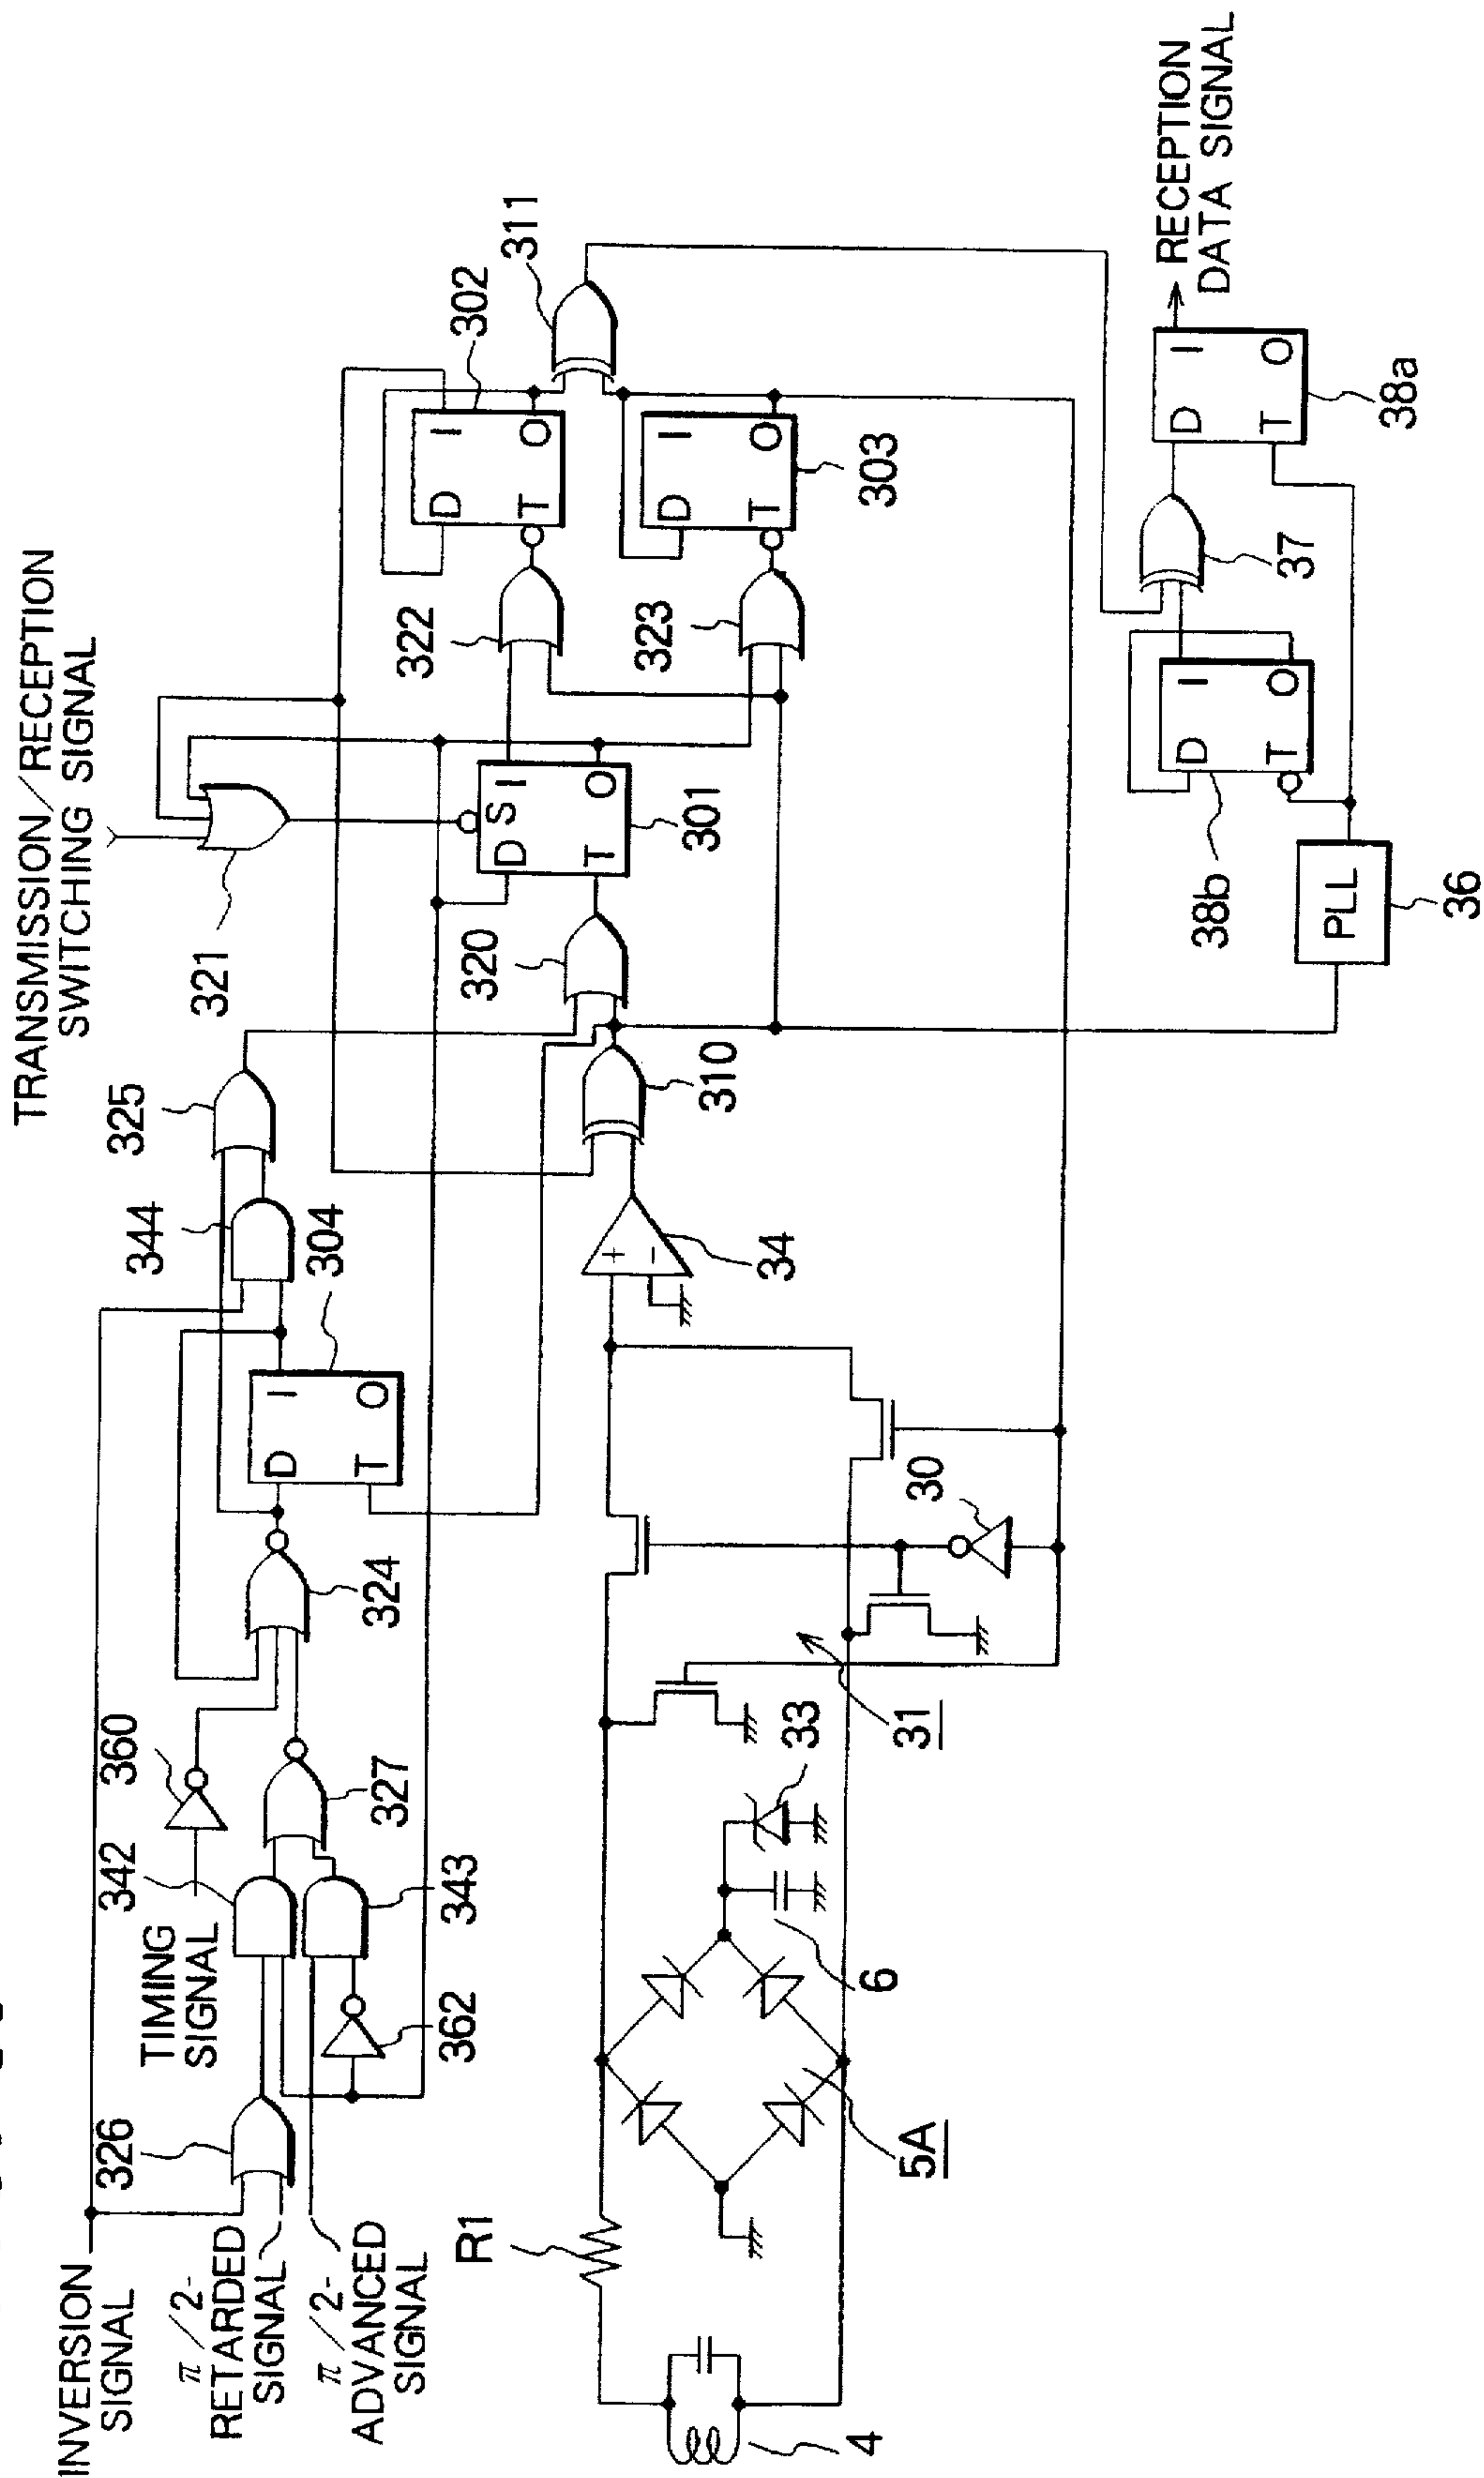 TRANSMISSION/RECEPTION
SWITCHING SIGNAL
INVERSION
SIGNAL
π/2-
RETARDED
SIGNAL
π/2-
ADVANCED
SIGNAL
TIMING
SIGNAL
326
342
360
362
343
327
324
304
D
T
I
O
344
325
321
320
D
S
I
T
O
301
322
323
D
I
T
O
302
D
I
T
O
303
311
310
34
+
-
R1
4
5A
6
33
31
30
PLL
36
38b
D
I
T
O
37
D
I
T
O
38a
RECEPTION
DATA SIGNAL